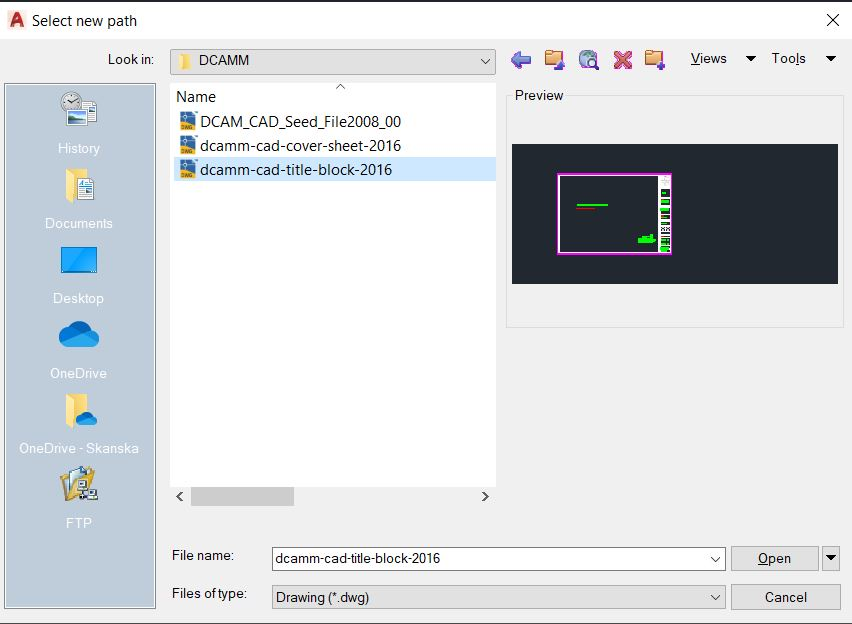 Select new path
Look in:
DCAMM
Views
Tools
Name
DCAM_CAD_Seed_File2008_00
dcamm-cad-cover-sheet-2016
dcamm-cad-title-block-2016
Preview
History
Documents
Desktop
OneDrive
OneDrive - Skanska
FTP
File name:
dcamm-cad-title-block-2016
Open
Files of type:
Drawing (*.dwg)
Cancel